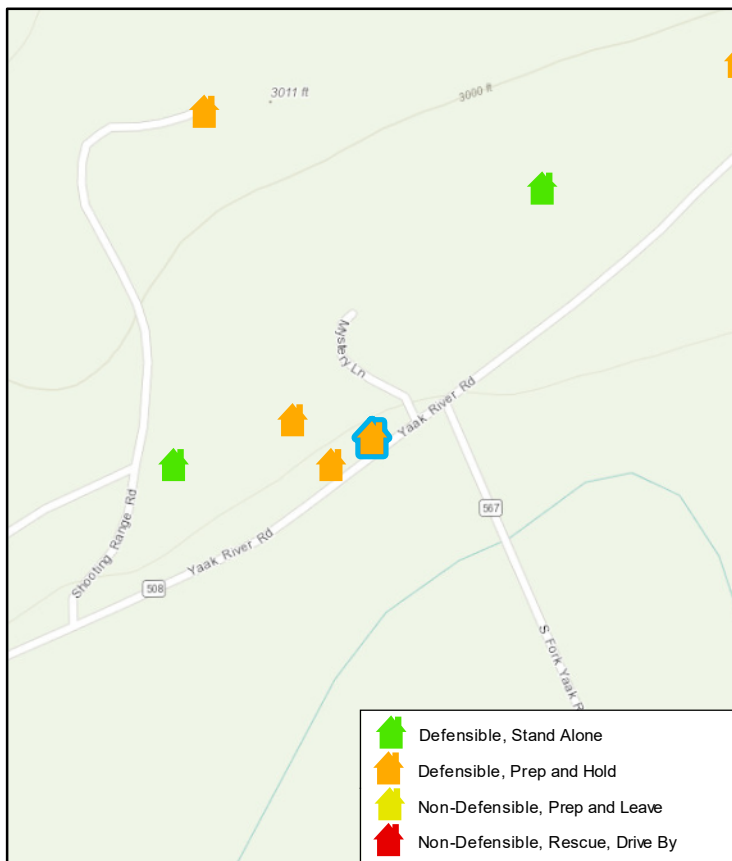 3011 ft
3000 ft
Mystery Ln
Yaak River Rd
567
Shooting Range Rd
Yaak River Rd
508
S Fork Yaak R
Defensible, Stand Alone
Defensible, Prep and Hold
Non-Defensible, Prep and Leave
Non-Defensible, Rescue, Drive By